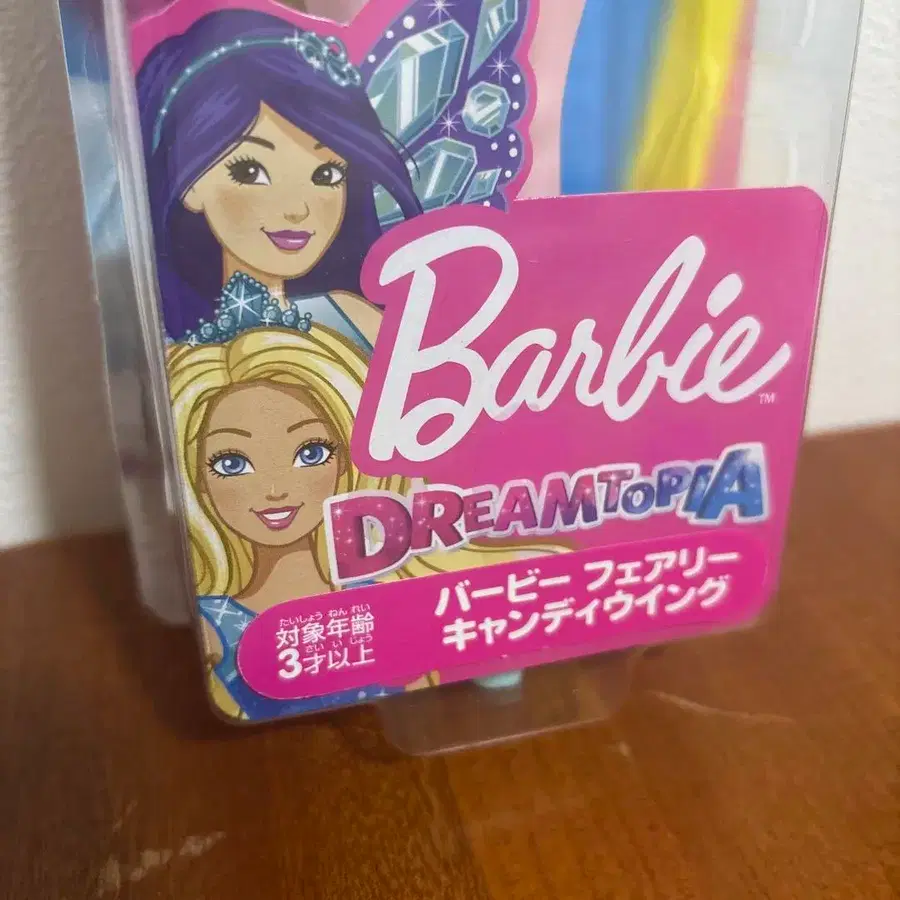 Barbie™
DREAMTOPIA
バービー フェアリー
キャンディウイング
たいしょう ねん れい
対象年齢
さい い じょう
3才以上